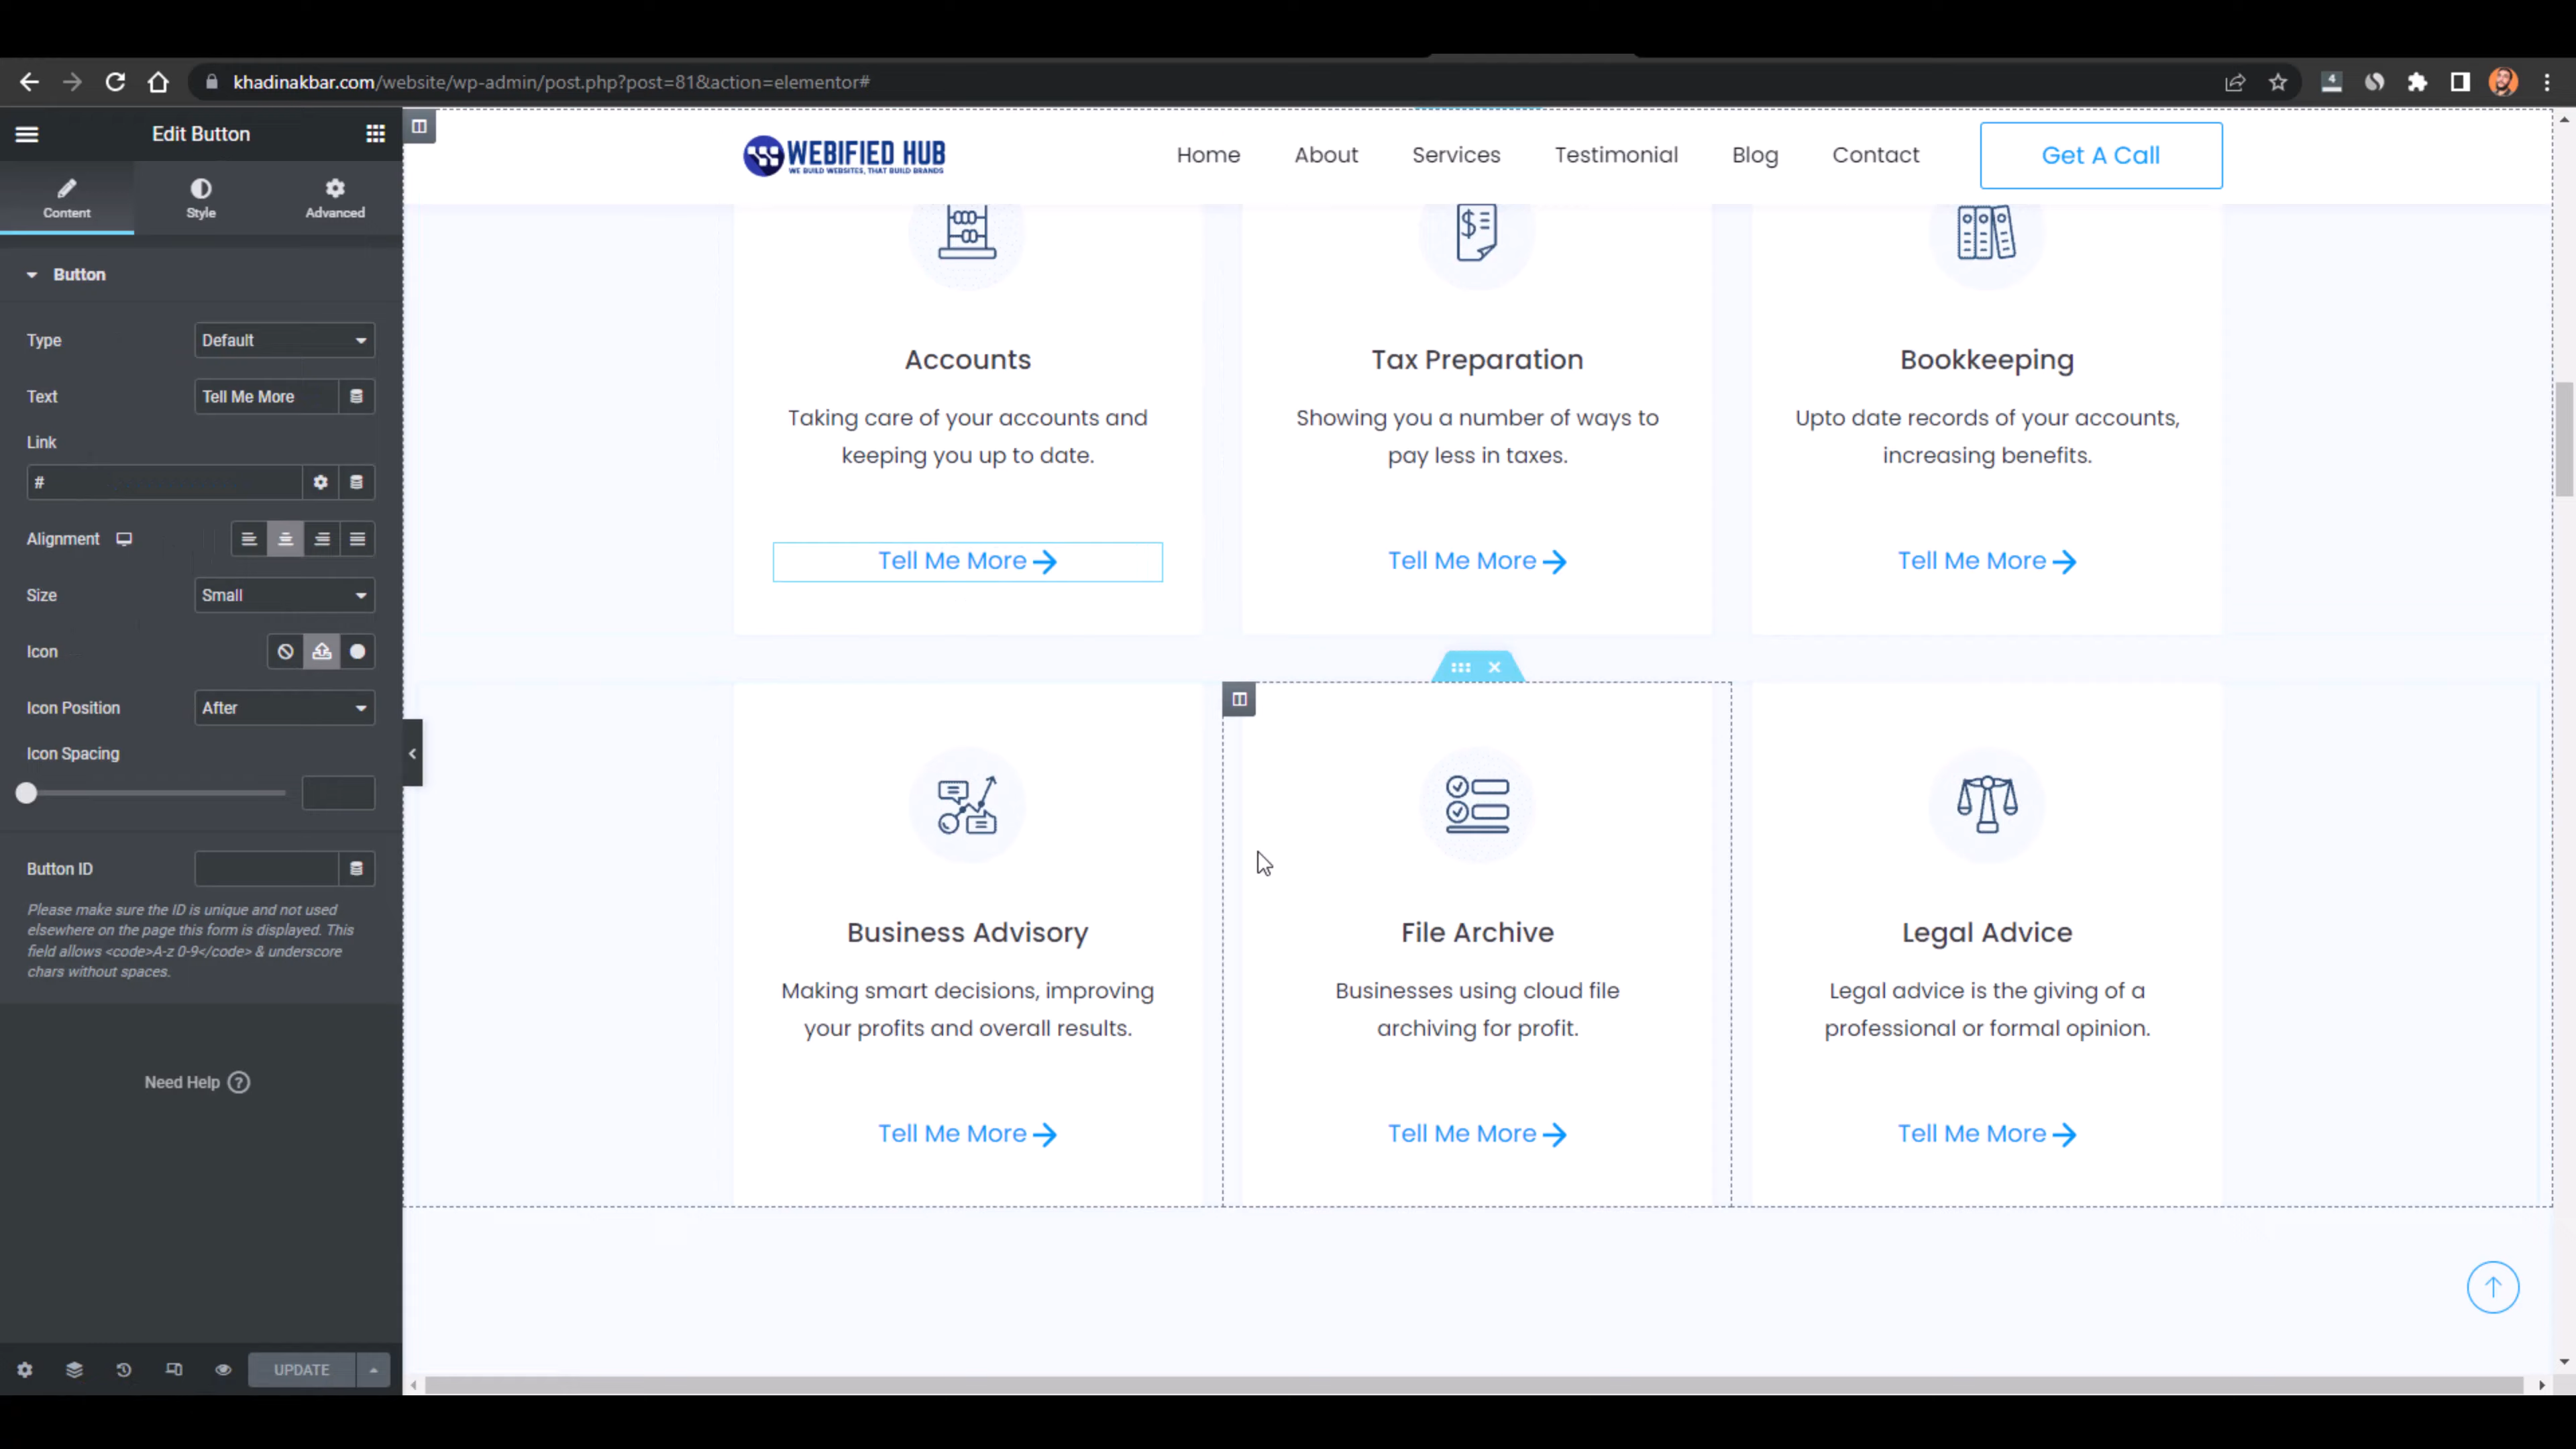 khadinakbar.com/website/wp-admin/post.php?post=81&action=elementor#
4
Edit Button
Content
Style
Advanced
Button
Type
Default
Text
Tell Me More
Link
#
Alignment
Size
Small
Icon
Icon Position
After
Icon Spacing
Button ID
Please make sure the ID is unique and not used
elsewhere on the page this form is displayed. This
field allows <code>A-z 0-9</code> & underscore
chars without spaces.
Need Help ?
UPDATE
WEBIFIED HUB
WE BUILD WEBSITES, THAT BUILD BRANDS
Home
About
Services
Testimonial
Blog
Contact
Get A Call
Accounts
Taking care of your accounts and
keeping you up to date.
Tell Me More
Tax Preparation
Showing you a number of ways to
pay less in taxes.
Tell Me More
Bookkeeping
Upto date records of your accounts,
increasing benefits.
Tell Me More
Business Advisory
Making smart decisions, improving
your profits and overall results.
Tell Me More
File Archive
Businesses using cloud file
archiving for profit.
Tell Me More
Legal Advice
Legal advice is the giving of a
professional or formal opinion.
Tell Me More